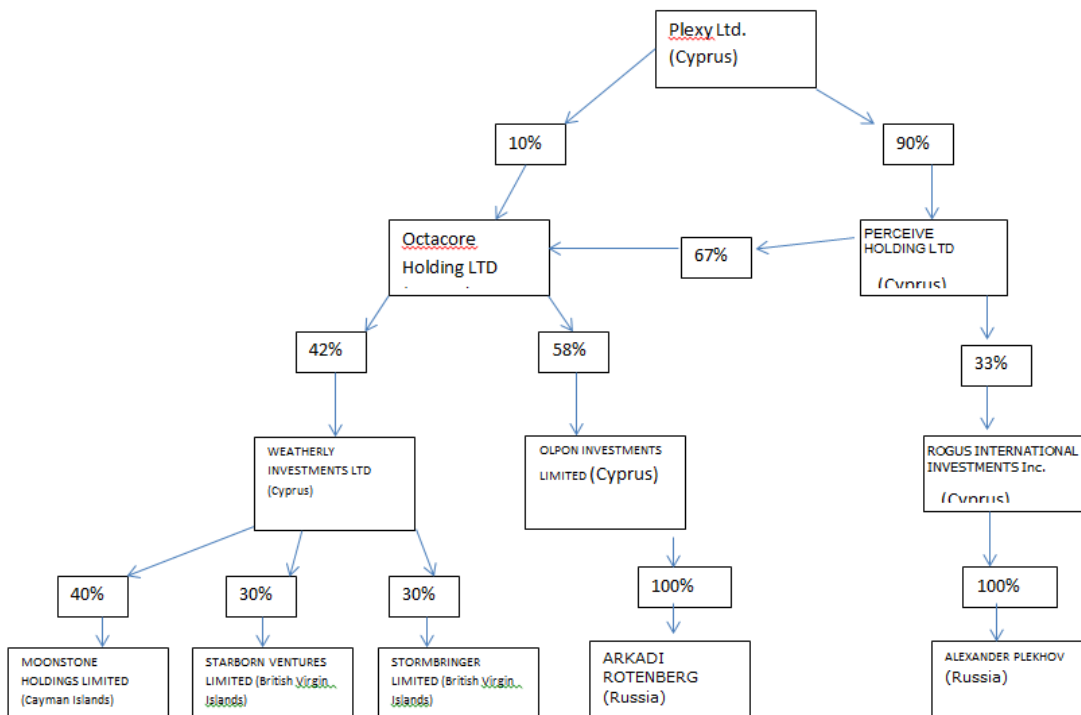 Plexy Ltd.
(Cyprus)
10%
90%
Octacore
Holding LTD
67%
PERCEIVE
HOLDING LTD
(Cyprus)
42%
58%
33%
WEATHERLY
INVESTMENTS LTD
(Cyprus)
OLPON INVESTMENTS
LIMITED (Cyprus)
ROGUS INTERNATIONAL
INVESTMENTS Inc.
(Cyprus)
40%
30%
30%
100%
100%
MOONSTONE
HOLDINGS LIMITED
(Cayman Islands)
STARBORN VENTURES
LIMITED (British Virgin
Islands)
STORMBRINGER
LIMITED (British Virgin
Islands)
ARKADI
ROTENBERG
(Russia)
ALEXANDER PLEKHOV
(Russia)